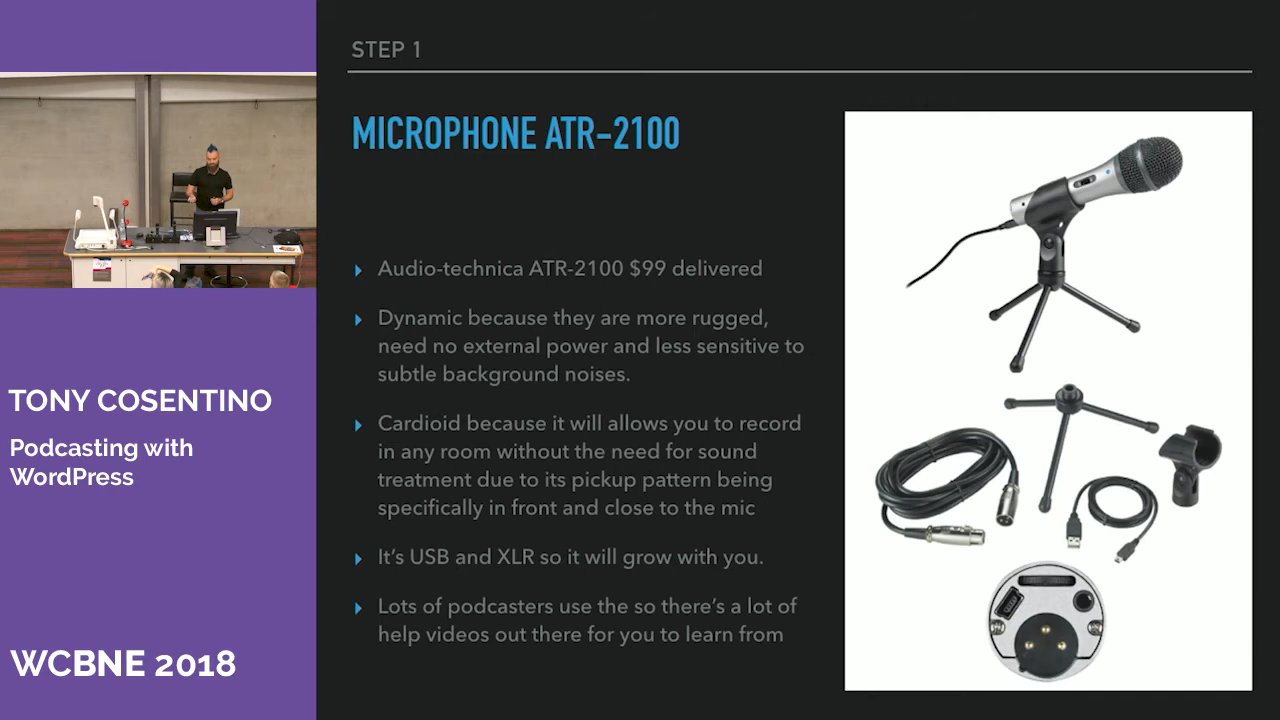 STEP 1
MICROPHONE ATR-2100
Audio-technica ATR-2100 $99 delivered
Dynamic because they are more rugged,
need no external power and less sensitive to
subtle background noises.
Cardioid because it will allows you to record
in any room without the need for sound
treatment due to its pickup pattern being
specifically in front and close to the mic
It's USB and XLR so it will grow with you.
Lots of podcasters use the so there's a lot of
help videos out there for you to learn from
TONY COSENTINO
Podcasting with
WordPress
WCBNE 2018